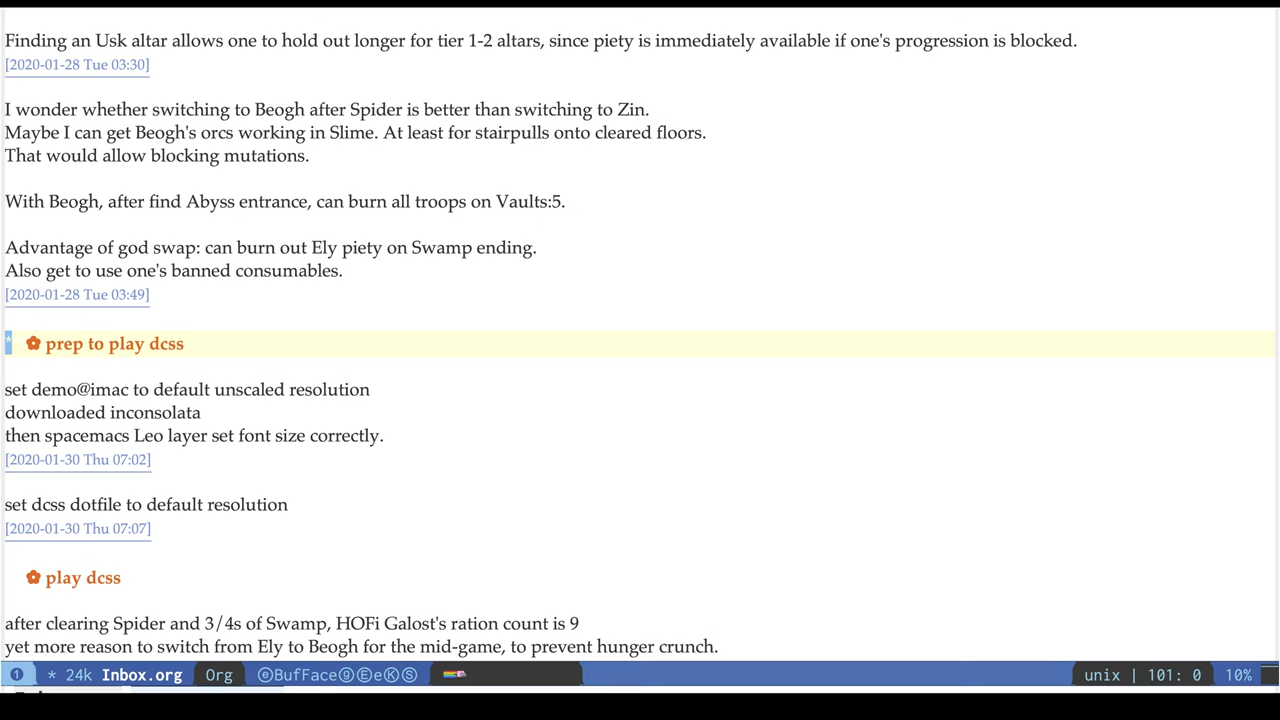 Finding an Usk altar allows one to hold out longer for tier 1-2 altars, since piety is immediately available if one's progression is blocked.
[2020-01-28 Tue 03:30]
I wonder whether switching to Beogh after Spider is better than switching to Zin.
Maybe I can get Beogh's orcs working in Slime. At least for stairpulls onto cleared floors.
That would allow blocking mutations.
With Beogh, after find Abyss entrance, can burn all troops on Vaults:5.
Advantage of god swap: can burn out Ely piety on Swamp ending.
Also get to use one's banned consumables.
[2020-01-28 Tue 03:49]
* ✿ prep to play dcss
set demo@imac to default unscaled resolution
downloaded inconsolata
then spacemacs Leo layer set font size correctly.
[2020-01-30 Thu 07:02]
set dcss dotfile to default resolution
[2020-01-30 Thu 07:07]
✿ play dcss
after clearing Spider and 3/4s of Swamp, HOFi Galost's ration count is 9
yet more reason to switch from Ely to Beogh for the mid-game, to prevent hunger crunch.
❶ * 24k Inbox.org Org ⓔBufFaceⓖⒺeⓀⓈ unix | 101: 0 10%